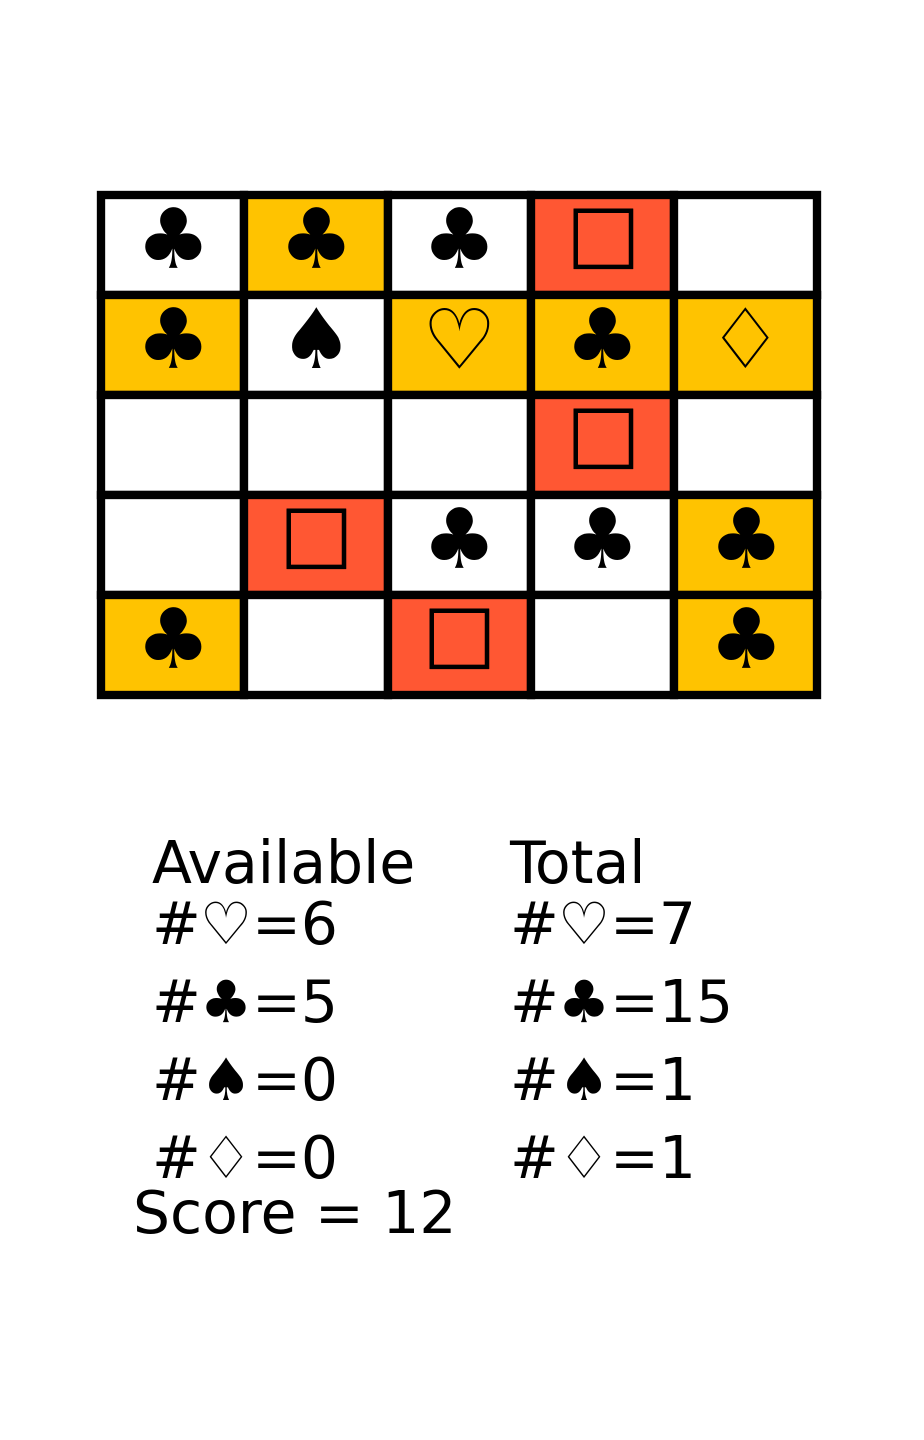 ♣ ♣ ♣ □
♣ ♠ ♡ ♣ ♢
□
□ ♣ ♣ ♣
♣ □ ♣
Available Total
#♡=6 #♡=7
#♣=5 #♣=15
#♠=0 #♠=1
#♢=0 #♢=1
Score = 12